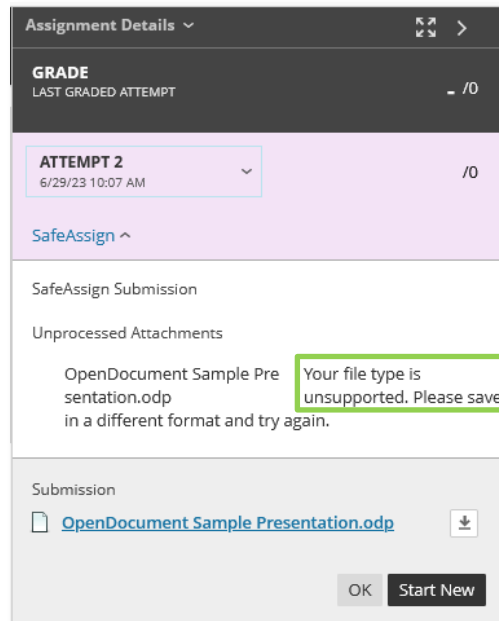 Assignment Details
GRADE
LAST GRADED ATTEMPT
- /0
ATTEMPT 2
6/29/23 10:07 AM
/0
SafeAssign
SafeAssign Submission
Unprocessed Attachments
OpenDocument Sample Pre Your file type is
sentation.odp unsupported. Please save
in a different format and try again.
Submission
OpenDocument Sample Presentation.odp
OK Start New